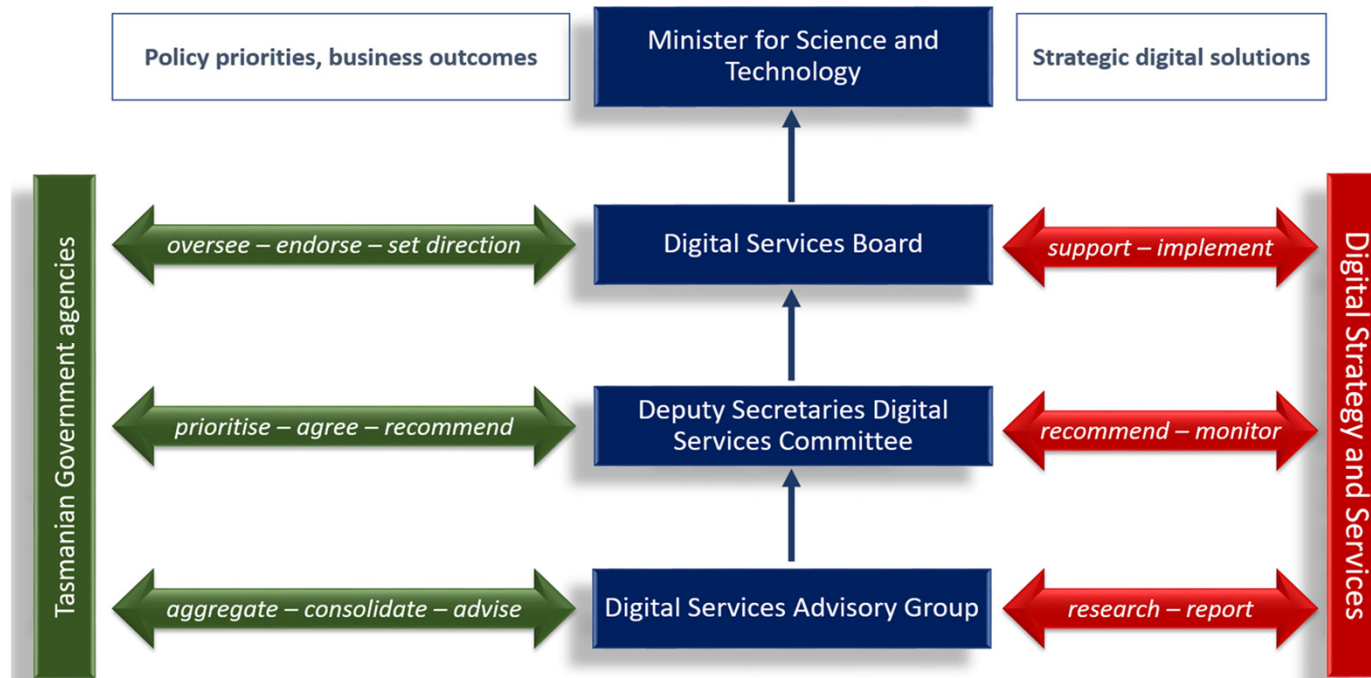 Policy priorities, business outcomes
Minister for Science and
Technology
Strategic digital solutions
Tasmanian Government agencies
oversee – endorse – set direction
Digital Services Board
support – implement
Digital Strategy and Services
prioritise – agree – recommend
Deputy Secretaries Digital
Services Committee
recommend – monitor
aggregate – consolidate – advise
Digital Services Advisory Group
research – report